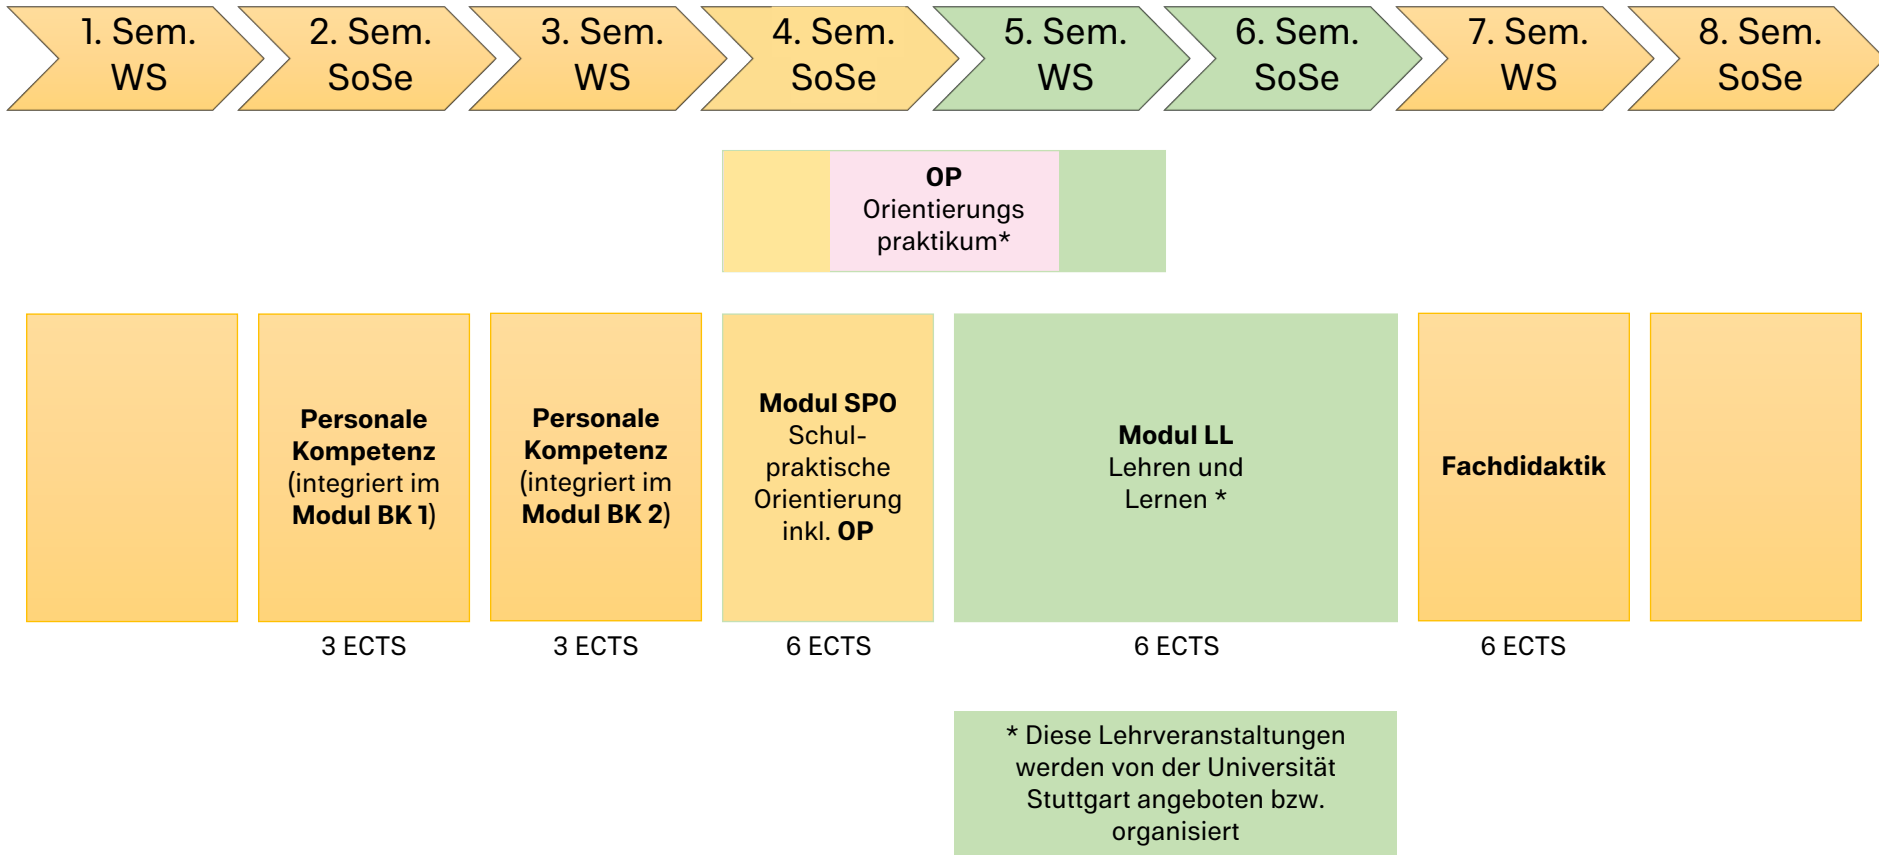 1. Sem.
WS
2. Sem.
SoSe
3. Sem.
WS
4. Sem.
SoSe
5. Sem.
WS
6. Sem.
SoSe
7. Sem.
WS
8. Sem.
SoSe
OP
Orientierungs
praktikum*
Personale
Kompetenz
(integriert im
Modul BK 1)
Personale
Kompetenz
(integriert im
Modul BK 2)
Modul SPO
Schul-
praktische
Orientierung
inkl. OP
Modul LL
Lehren und
Lernen *
Fachdidaktik
3 ECTS
3 ECTS
6 ECTS
6 ECTS
6 ECTS
* Diese Lehrveranstaltungen
werden von der Universität
Stuttgart angeboten bzw.
organisiert